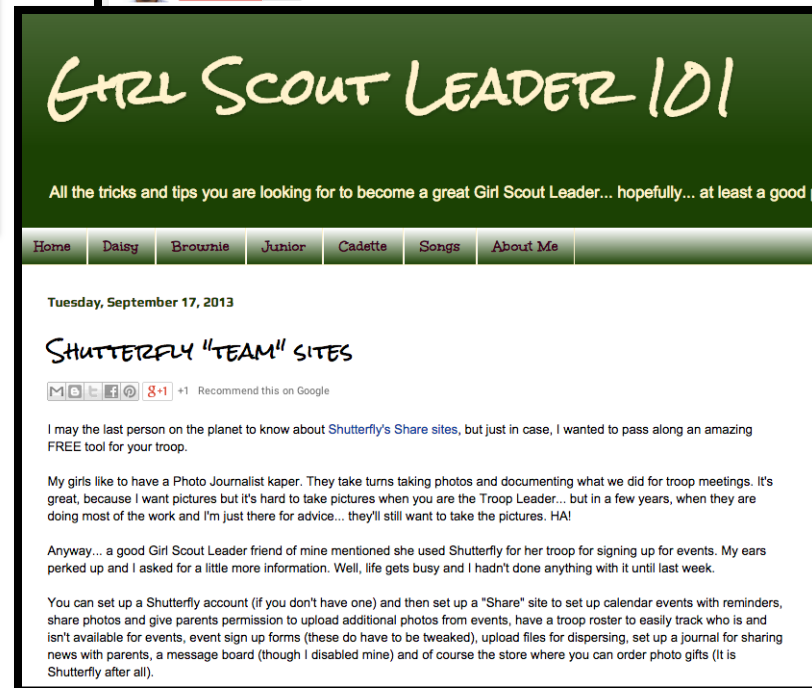 GIRL SCOUT LEADER 101
All the tricks and tips you are looking for to become a great Girl Scout Leader... hopefully... at least a good
Home Daisy Brownie Junior Cadette Songs About Me
Tuesday, September 17, 2013
SHUTTERFLY "TEAM" SITES
g+1 +1 Recommend this on Google
I may the last person on the planet to know about Shutterfly's Share sites, but just in case, I wanted to pass along an amazing
FREE tool for your troop.
My girls like to have a Photo Journalist kaper. They take turns taking photos and documenting what we did for troop meetings. It's
great, because I want pictures but it's hard to take pictures when you are the Troop Leader... but in a few years, when they are
doing most of the work and I'm just there for advice... they'll still want to take the pictures. HA!
Anyway... a good Girl Scout Leader friend of mine mentioned she used Shutterfly for her troop for signing up for events. My ears
perked up and I asked for a little more information. Well, life gets busy and I hadn't done anything with it until last week.
You can set up a Shutterfly account (if you don't have one) and then set up a "Share" site to set up calendar events with reminders,
share photos and give parents permission to upload additional photos from events, have a troop roster to easily track who is and
isn't available for events, event sign up forms (these do have to be tweaked), upload files for dispersing, set up a journal for sharing
news with parents, a message board (though I disabled mine) and of course the store where you can order photo gifts (It is
Shutterfly after all).